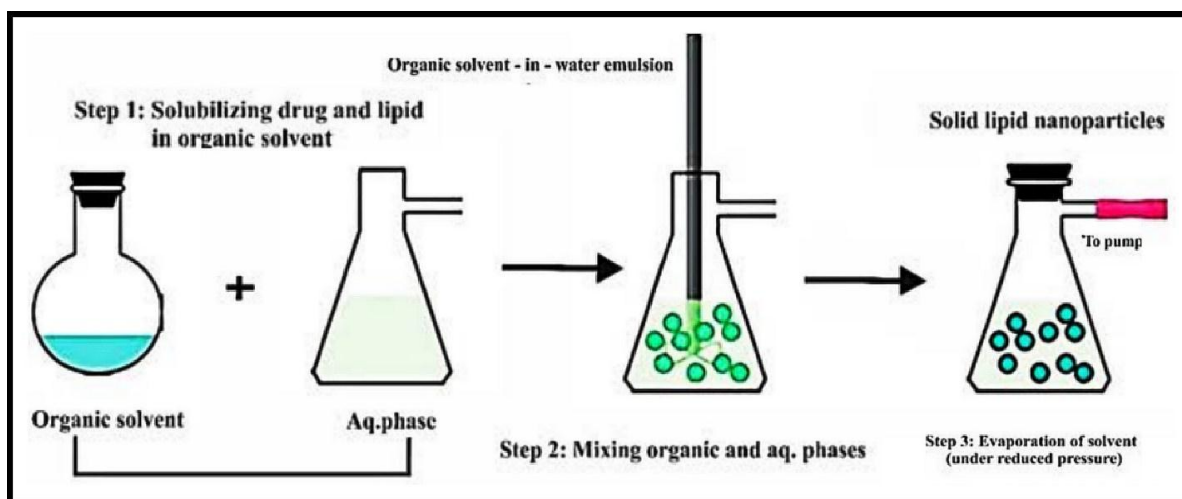 Step 1: Solubilizing drug and lipid
in organic solvent
+
Organic solvent
Aq.phase
Organic solvent - in - water emulsion
Step 2: Mixing organic and aq. phases
Solid lipid nanoparticles
To pump
Step 3: Evaporation of solvent
(under reduced pressure)